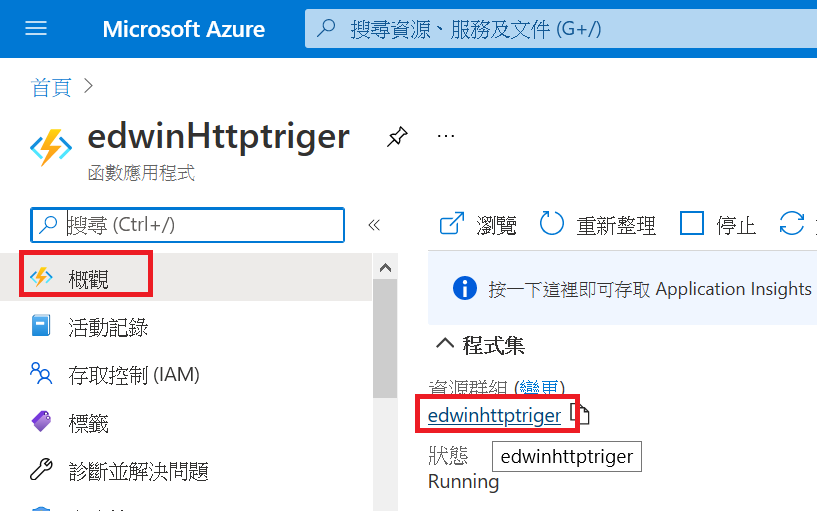 Microsoft Azure
搜尋資源、服務及文件 (G+/)
首頁
edwinHttptriger
函數應用程式
搜尋 (Ctrl+/)
瀏覽 重新整理 停止
概觀
按一下這裡即可存取 Application Insights
活動記錄
程式集
存取控制 (IAM)
資源群組 (變更)
edwinhttptriger
標籤
狀態
edwinhttptriger
診斷並解決問題
Running